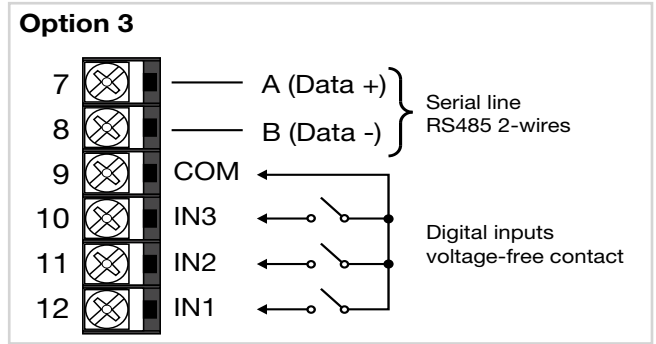 Option 3
7 A (Data +)
8 B (Data -)
Serial line
RS485 2-wires
9 COM
10 IN3
11 IN2
12 IN1
Digital inputs
voltage-free contact